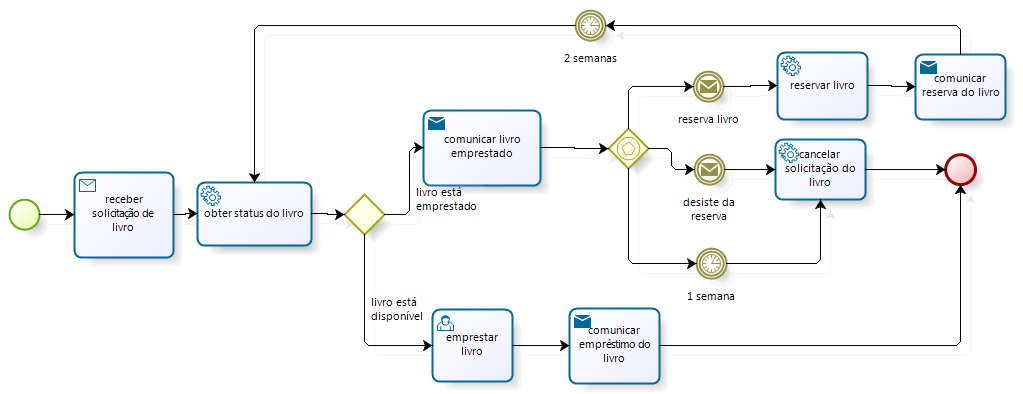 2 semanas
receber
solicitação de
livro
obter status do livro
comunicar livro
emprestado
livro está
emprestado
reserva livro
reservar livro
comunicar
reserva do livro
desiste da
reserva
cancelar
solicitação do
livro
1 semana
livro está
disponível
emprestar
livro
comunicar
empréstimo do
livro